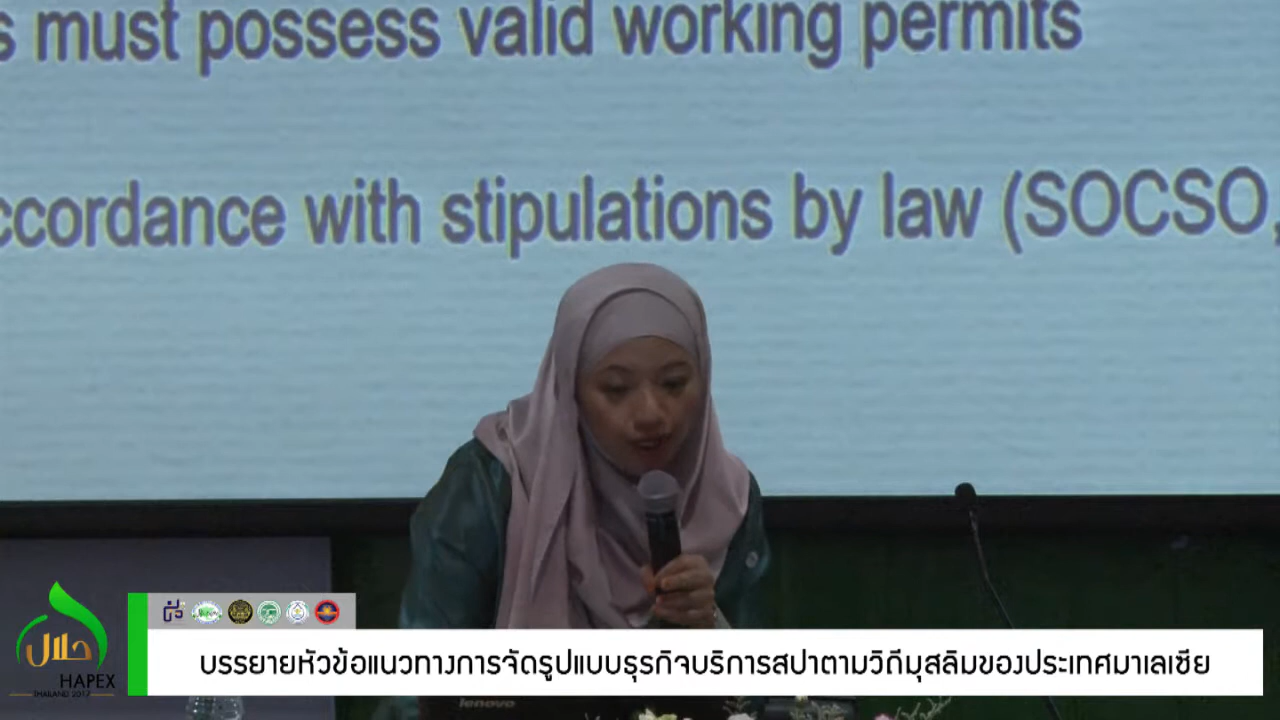 s must possess valid working permits
ccordance with stipulations by law (SOCSO,
حلال
HAPEX
THAILAND 2017
บรรยายหัวข้อแนวทางการจัดรูปแบบธุรกิจบริการสปาตามวิถีมุสลิมของประเทศมาเลเซีย
lenovo